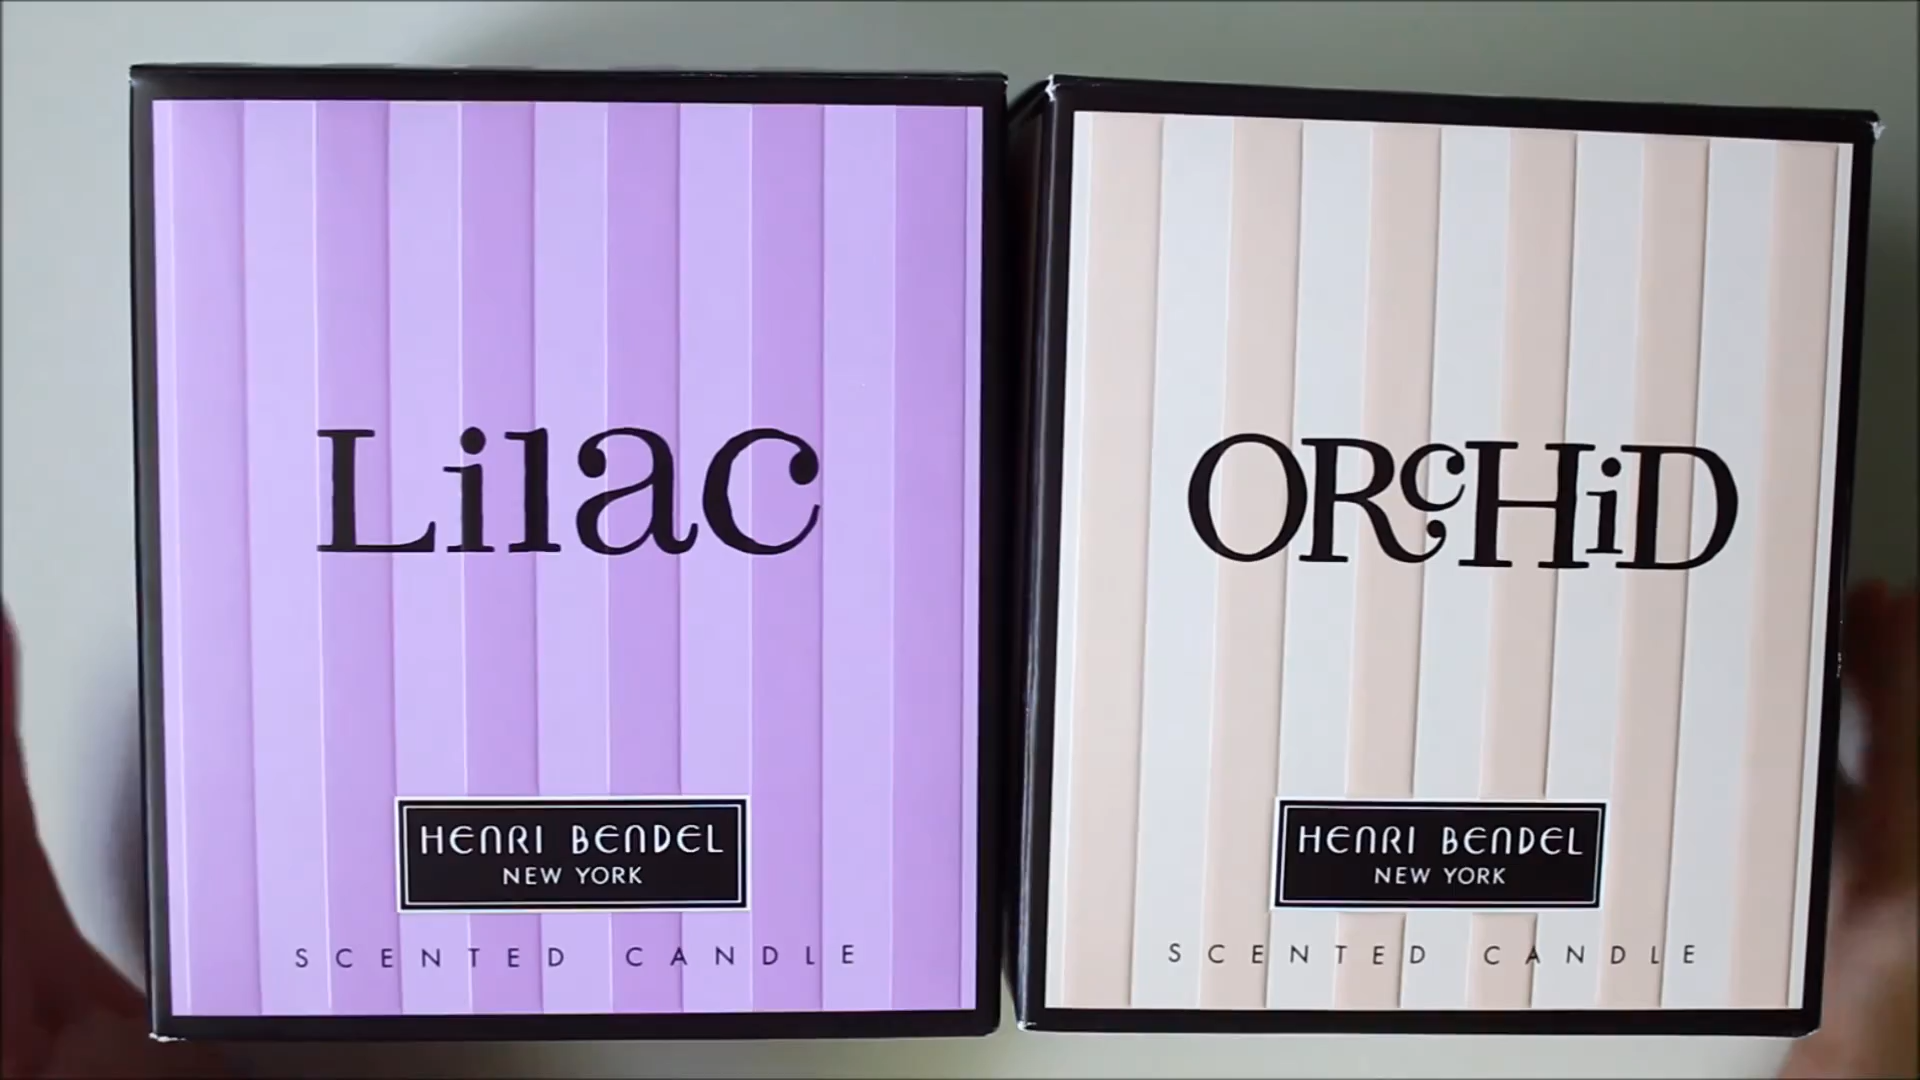 Lilac
HENRI BENDEL
NEW YORK
SCENTED CANDLE
ORcHiD
HENRI BENDEL
NEW YORK
SCENTED CANDLE